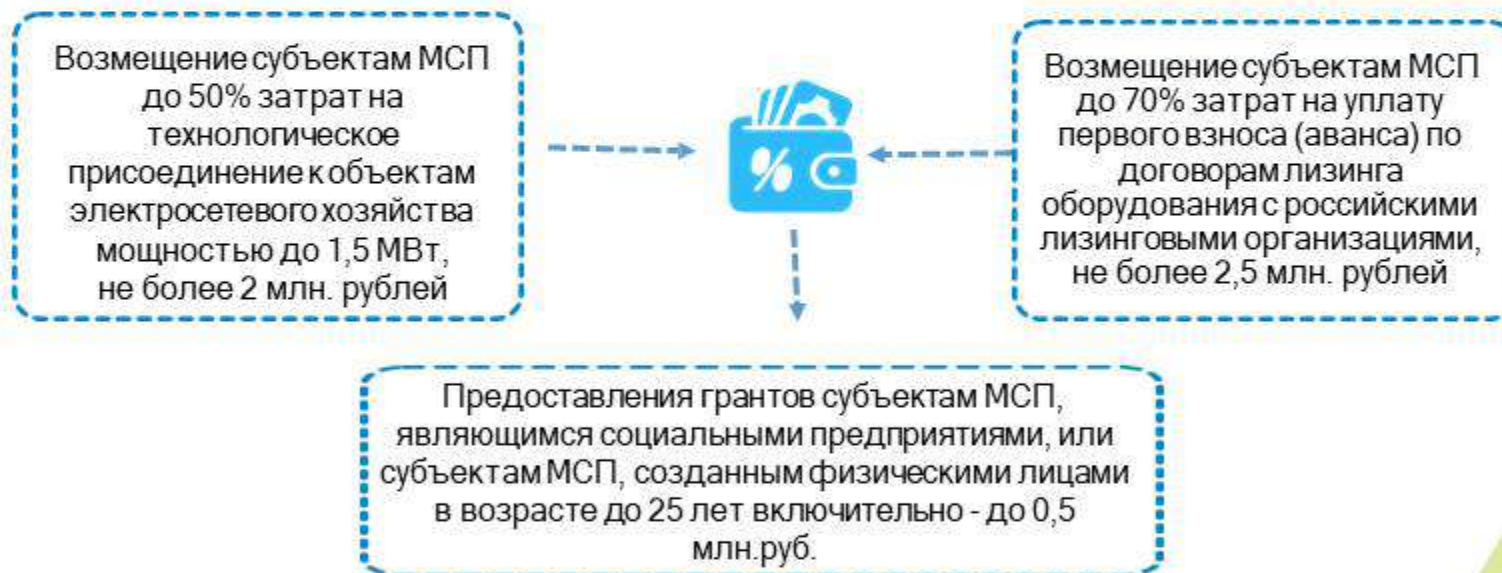 Возмещение субъектам МСП
до 50% затрат на
технологическое
присоединение к объектам
электросетевого хозяйства
мощностью до 1,5 МВт,
не более 2 млн. рублей
%
Возмещение субъектам МСП
до 70% затрат на уплату
первого взноса (аванса) по
договорам лизинга
оборудования с российскими
лизинговыми организациями,
не более 2,5 млн. рублей
Предоставления грантов субъектам МСП,
являющимся социальными предприятиями, или
субъектам МСП, созданным физическими лицами
в возрасте до 25 лет включительно - до 0,5
млн.руб.